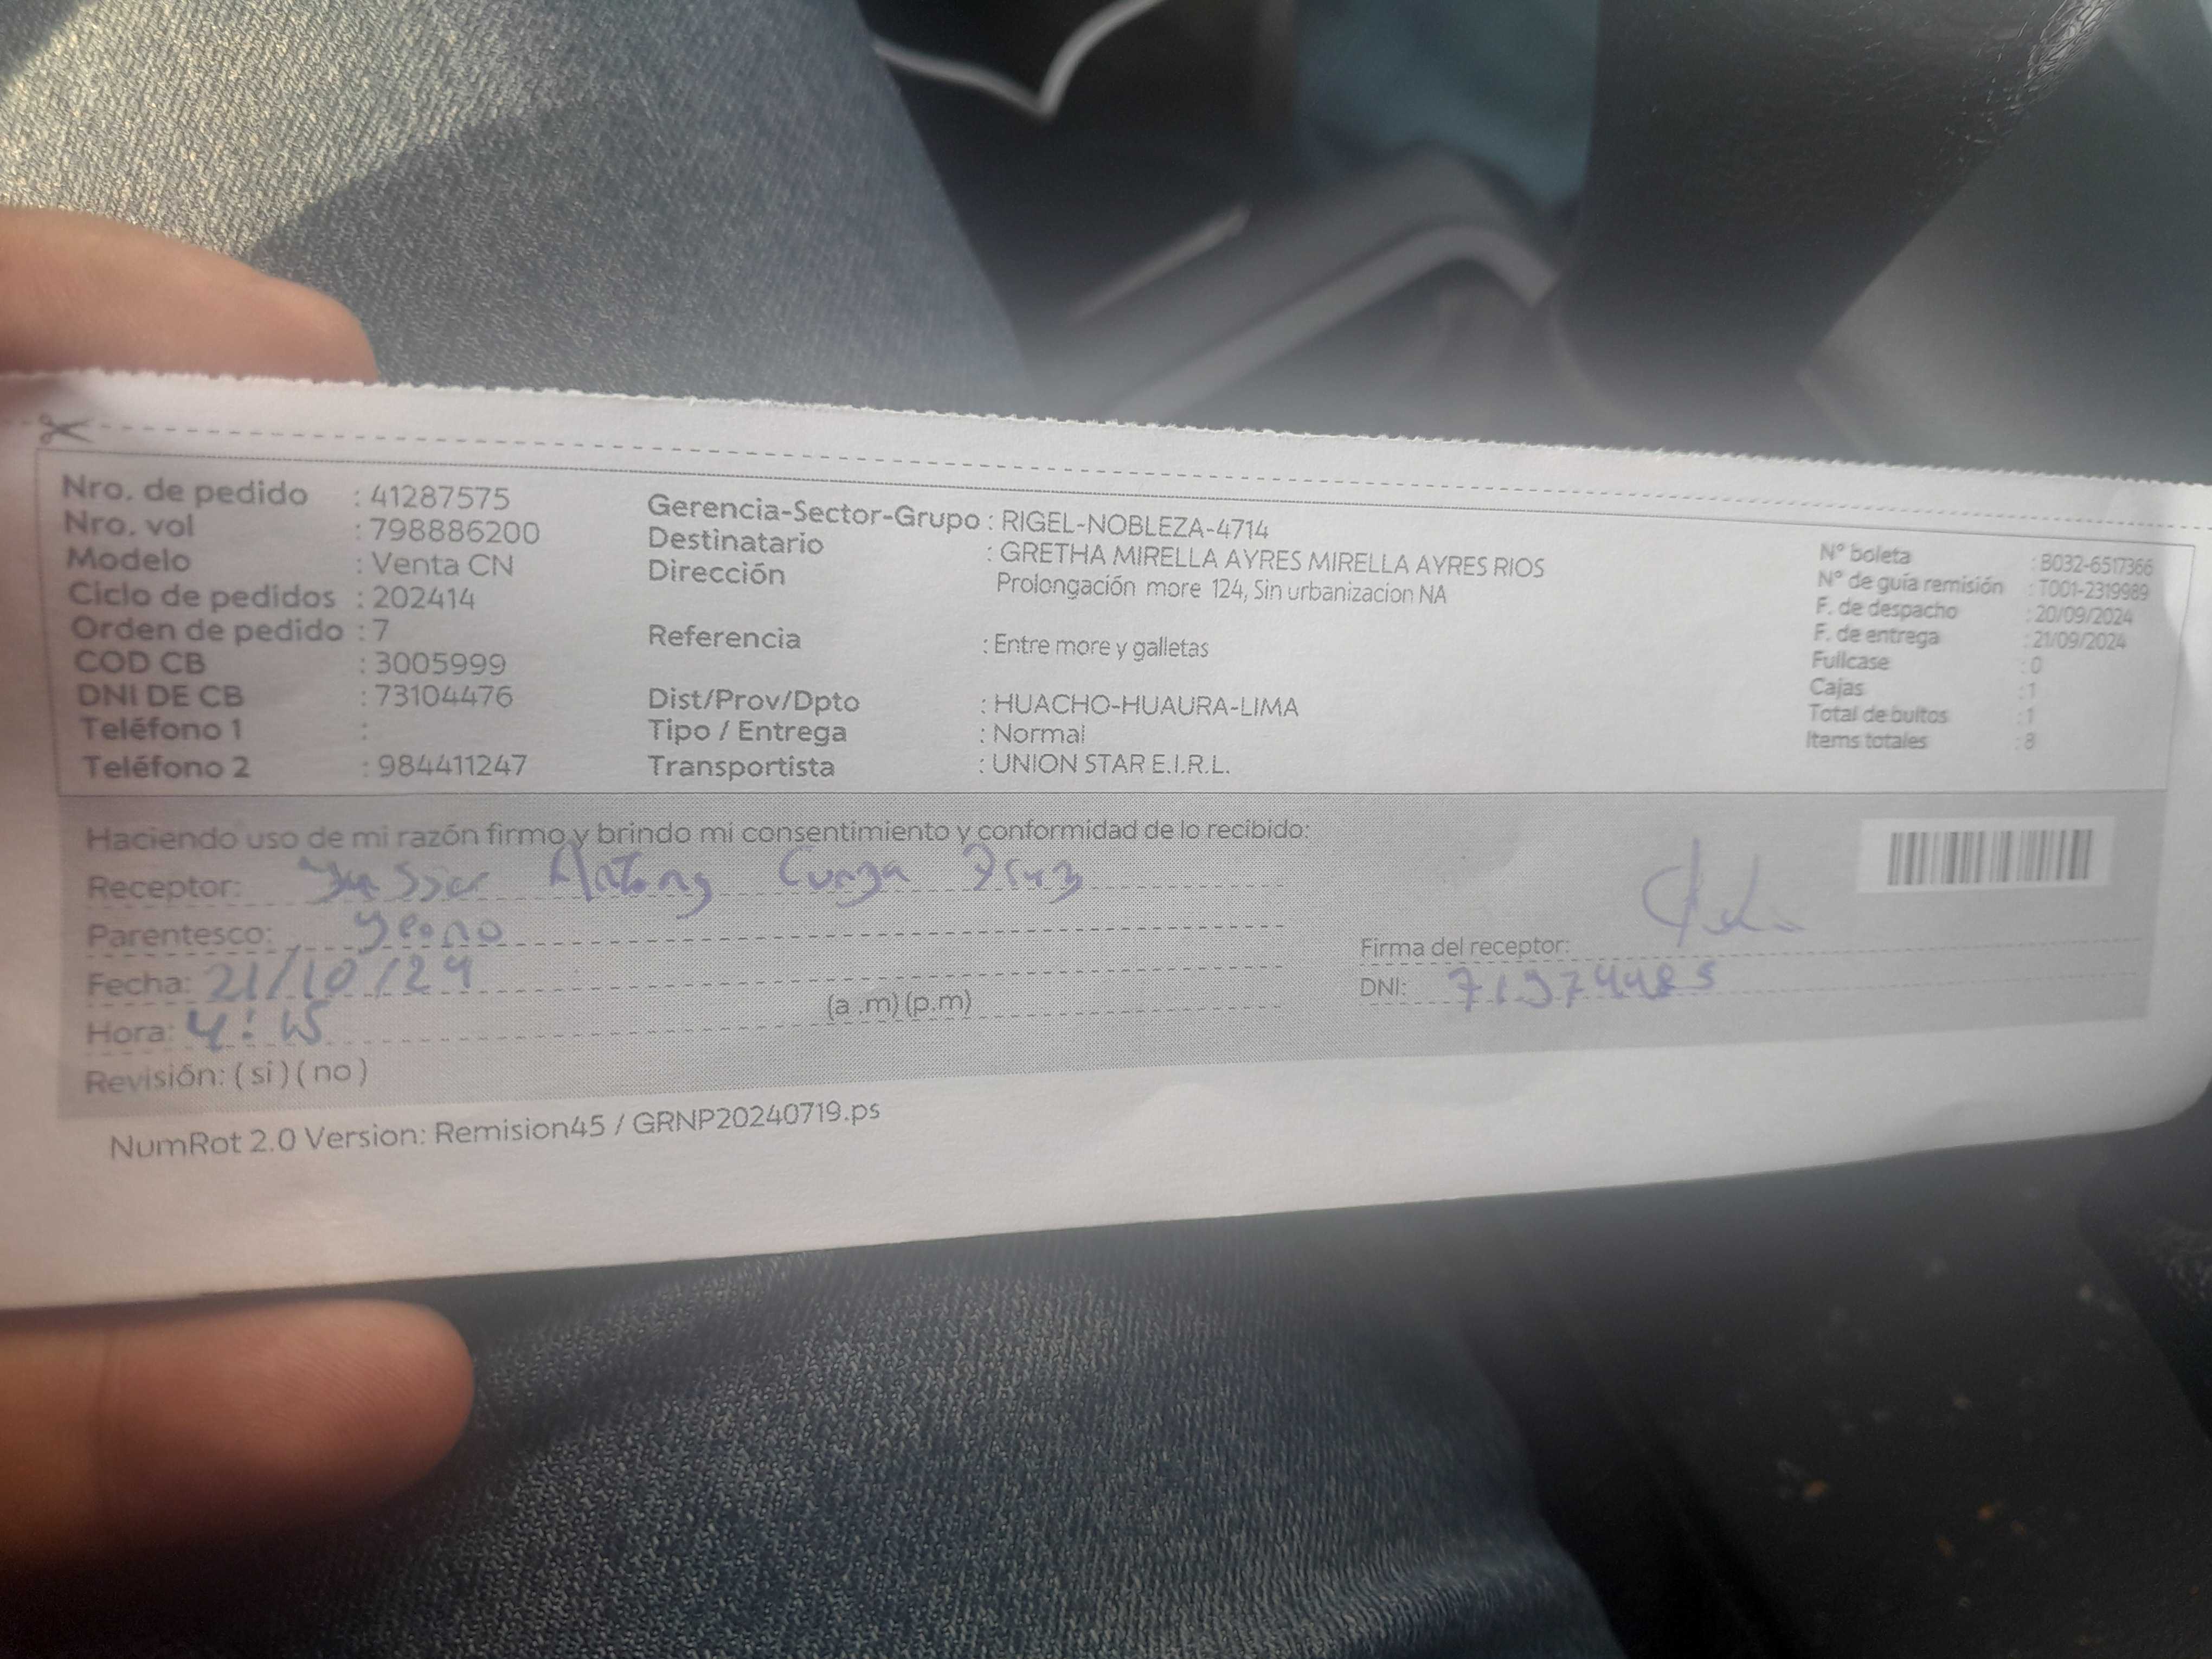 Nro. de pedido : 41287575
Nro. vol : 798886200
Modelo : Venta CN
Ciclo de pedidos : 202414
Orden de pedido : 7
COD CB : 3005999
DNI DE CB : 73104476
Teléfono 1 :
Teléfono 2 : 984411247
Gerencia-Sector-Grupo : RIGEL-NOBLEZA-4714
Destinatario : GRETHA MIRELLA AYRES MIRELLA AYRES RIOS
Dirección Prolongación more 124, Sin urbanizacion NA
Referencia : Entre more y galletas
Dist/Prov/Dpto : HUACHO-HUAURA-LIMA
Tipo / Entrega : Normal
Transportista : UNION STAR E.I.R.L.
N° boleta : B032-6517366
N° de guía remisión : T001-2319989
F. de despacho : 20/09/2024
F. de entrega : 21/09/2024
Fullcase : 0
Cajas : 1
Total de bultos : 1
Items totales : 8
Haciendo uso de mi razón firmo y brindo mi consentimiento y conformidad de lo recibido:
Receptor: Antony
Parentesco:
Fecha: 21/10/24
Hora: 4:15 (a .m) (p.m)
Revisión: ( si ) ( no )
Firma del receptor:
DNI:
NumRot 2.0 Version: Remision45 / GRNP20240719.ps